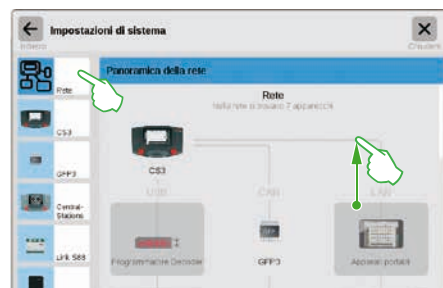 Impostazioni di sistema
Indietro
Chiudere
Rete
CS3
GFP3
Central-
Stations
Link S88
Panoramica della rete
Rete
Nella rete si trovano 7 apparecchi
CS3
USB
CAN
LAN
Programmatore Decoder
GFP3
Apparati portatili